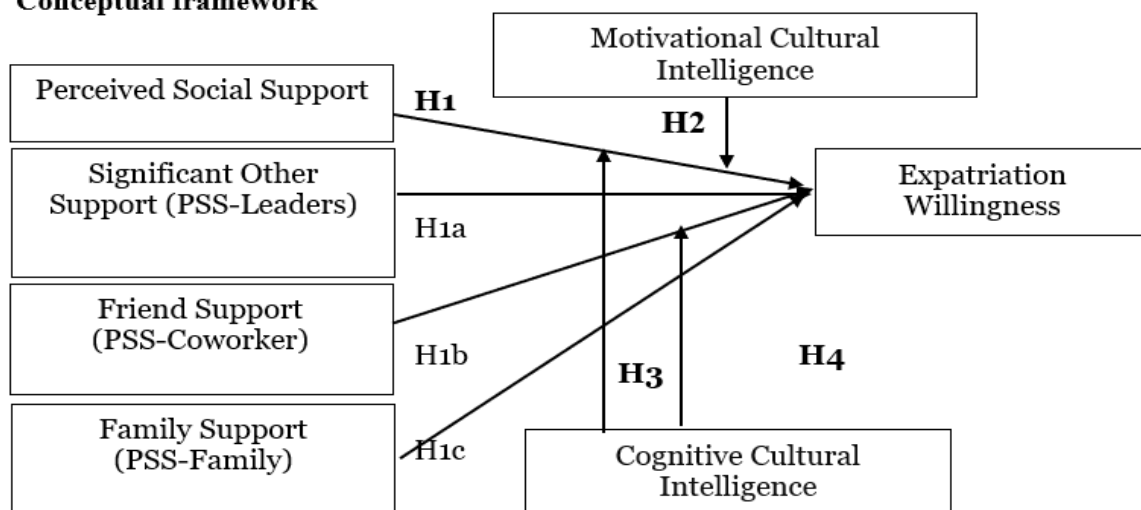 Conceptual framework
Motivational Cultural
Intelligence
Perceived Social Support
H1
H2
Significant Other
Support (PSS-Leaders)
Expatriation
Willingness
H1a
Friend Support
(PSS-Coworker)
H1b
H3
H4
Family Support
(PSS-Family)
H1c
Cognitive Cultural
Intelligence